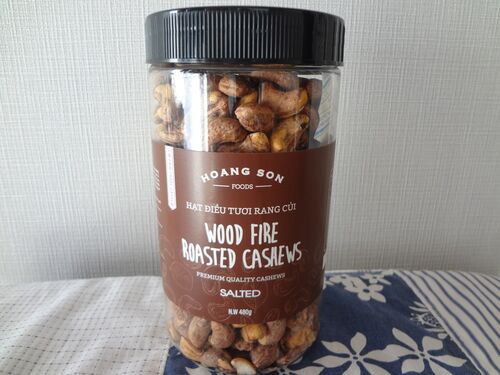 HOANG SON
FOODS
HẠT ĐIỀU TƯƠI RANG CỦI
WOOD FIRE
ROASTED CASHEWS
PREMIUM QUALITY CASHEWS
SALTED
N.W 480g